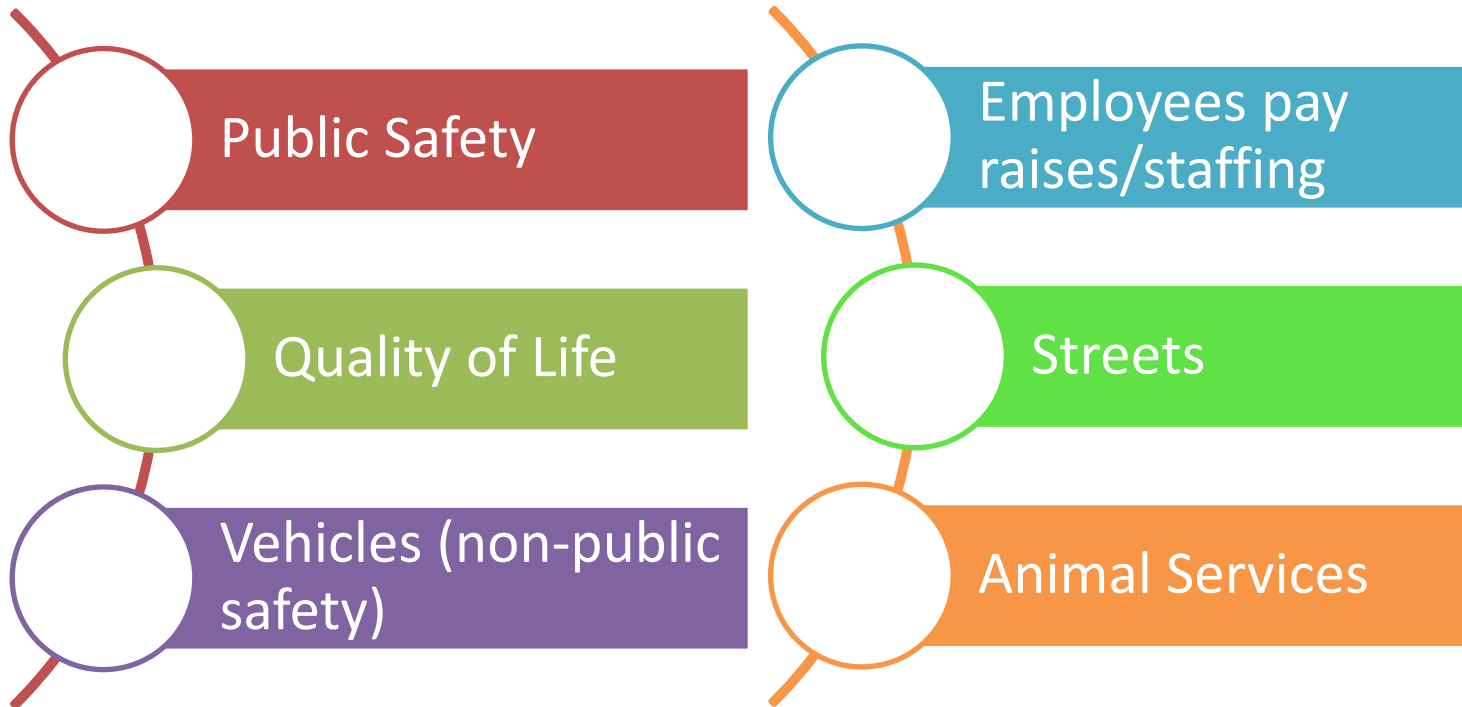 Public Safety
Quality of Life
Vehicles (non-public
safety)
Employees pay
raises/staffing
Streets
Animal Services